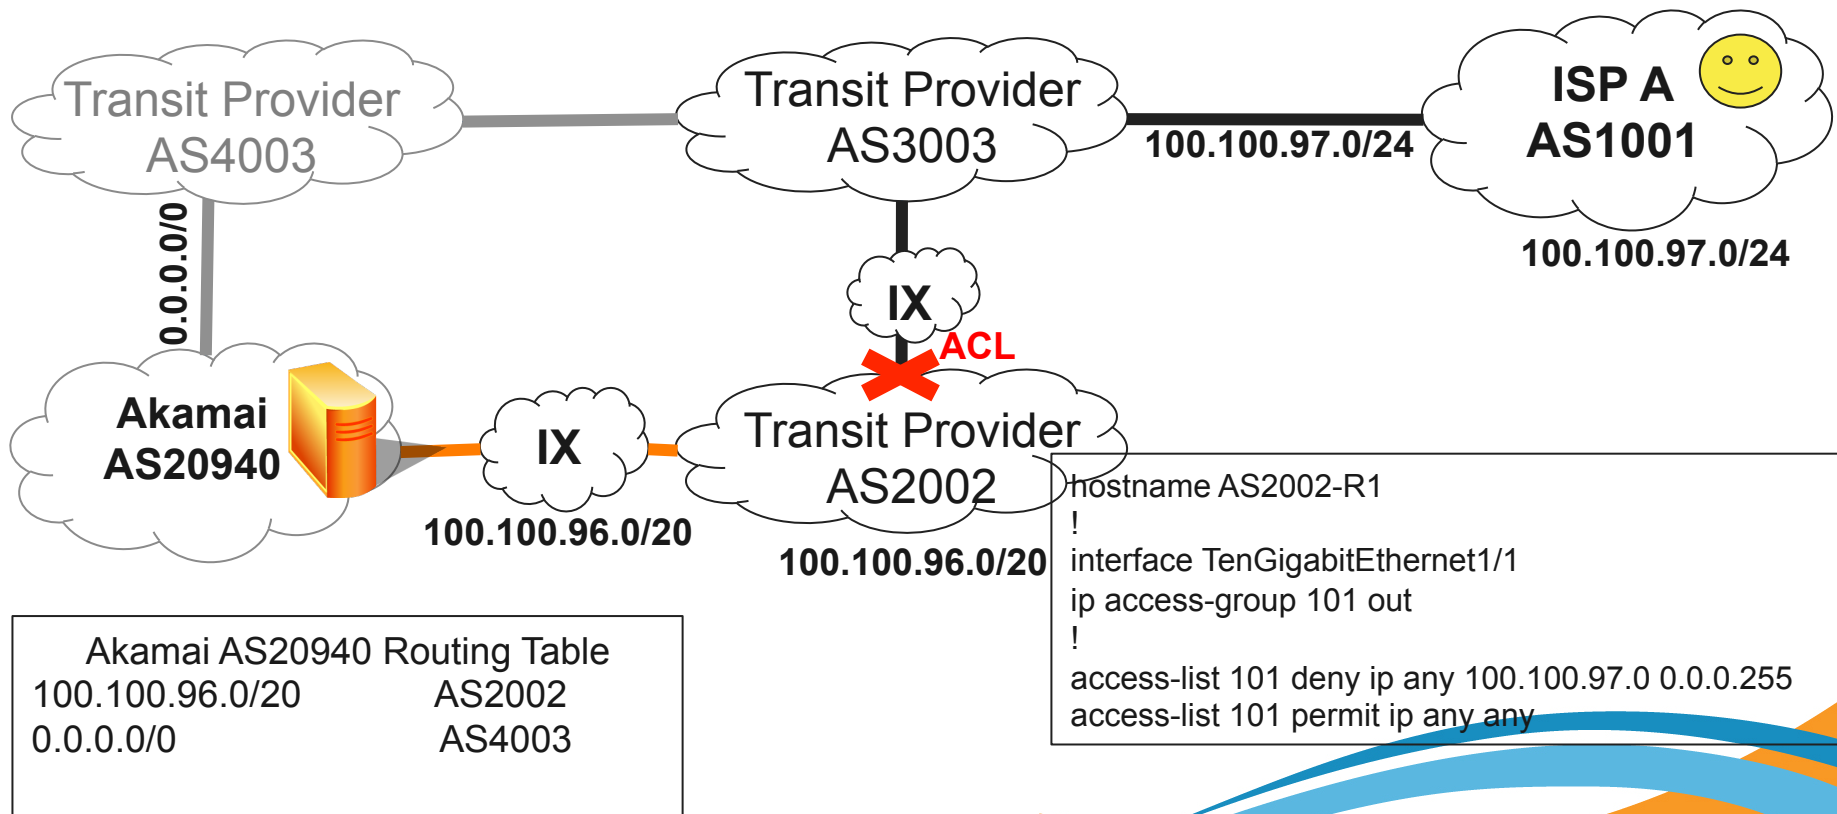 Transit Provider
AS4003
Transit Provider
AS3003
ISP A
AS1001
100.100.97.0/24
100.100.97.0/24
0.0.0.0/0
IX
ACL
Akamai
AS20940
IX
Transit Provider
AS2002
100.100.96.0/20
100.100.96.0/20
hostname AS2002-R1
!
interface TenGigabitEthernet1/1
ip access-group 101 out
!
access-list 101 deny ip any 100.100.97.0 0.0.0.255
access-list 101 permit ip any any
Akamai AS20940 Routing Table
100.100.96.0/20 AS2002
0.0.0.0/0 AS4003